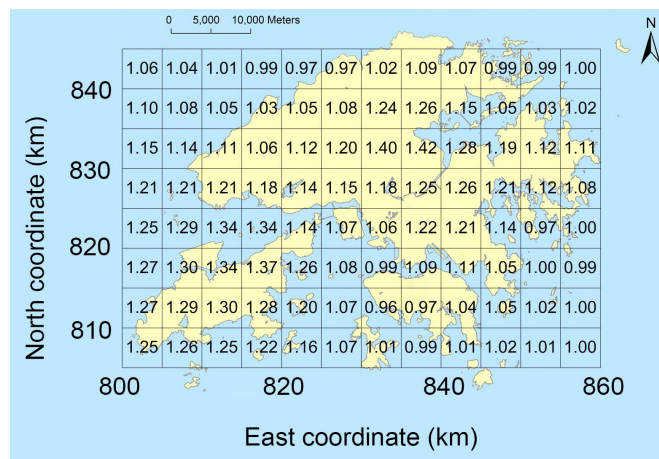 0 5,000 10,000 Meters
N
1.06 1.04 1.01 0.99 0.97 0.97 1.02 1.09 1.07 0.99 0.99 1.00
840
1.10 1.08 1.05 1.03 1.05 1.08 1.24 1.26 1.15 1.05 1.03 1.02
1.15 1.14 1.11 1.06 1.12 1.20 1.40 1.42 1.28 1.19 1.12 1.11
830
1.21 1.21 1.21 1.18 1.14 1.15 1.18 1.25 1.26 1.21 1.12 1.08
1.25 1.29 1.34 1.34 1.14 1.07 1.06 1.22 1.21 1.14 0.97 1.00
820
1.27 1.30 1.34 1.37 1.26 1.08 0.99 1.09 1.11 1.05 1.00 0.99
1.27 1.29 1.30 1.28 1.20 1.07 0.96 0.97 1.04 1.05 1.02 1.00
810
1.25 1.26 1.25 1.22 1.16 1.07 1.01 0.99 1.01 1.02 1.01 1.00
800 820 840 860
North coordinate (km)
East coordinate (km)